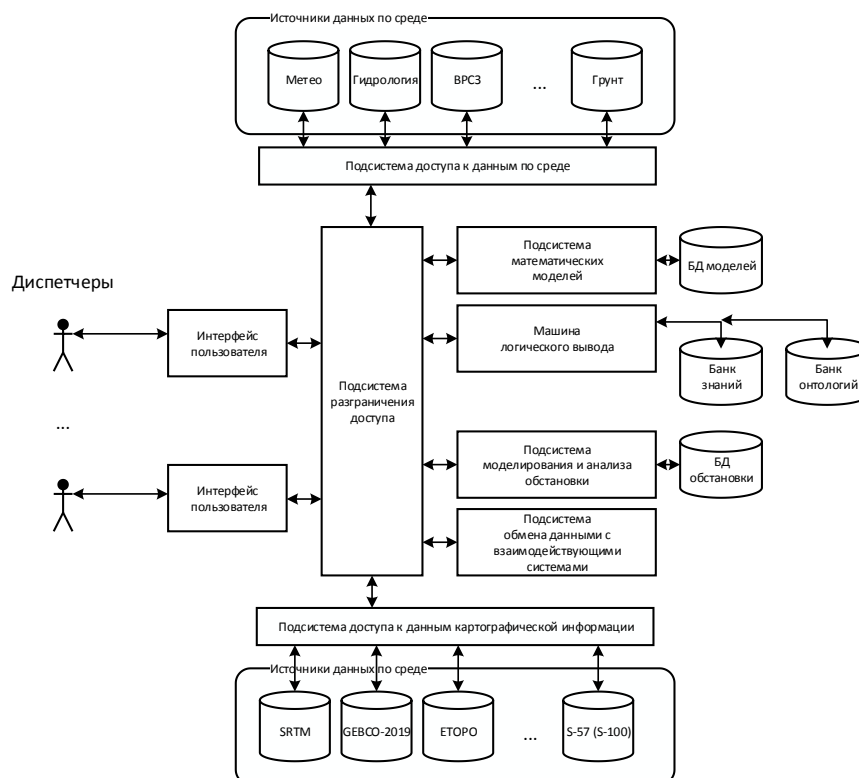 Источники данных по среде
Метео
Гидрология
ВРСЗ
...
Грунт
Подсистема доступа к данным по среде
Диспетчеры
Интерфейс
пользователя
...
Интерфейс
пользователя
Подсистема
разграничения
доступа
Подсистема
математических
моделей
БД моделей
Машина
логического вывода
Банк
знаний
Банк
онтологий
Подсистема
моделирования и анализа
обстановки
БД
обстановки
Подсистема
обмена данными с
взаимодействующими
системами
Подсистема доступа к данным картографической информации
Источники данных по среде
SRTM
GEBCO-2019
ETOPO
...
S-57 (S-100)